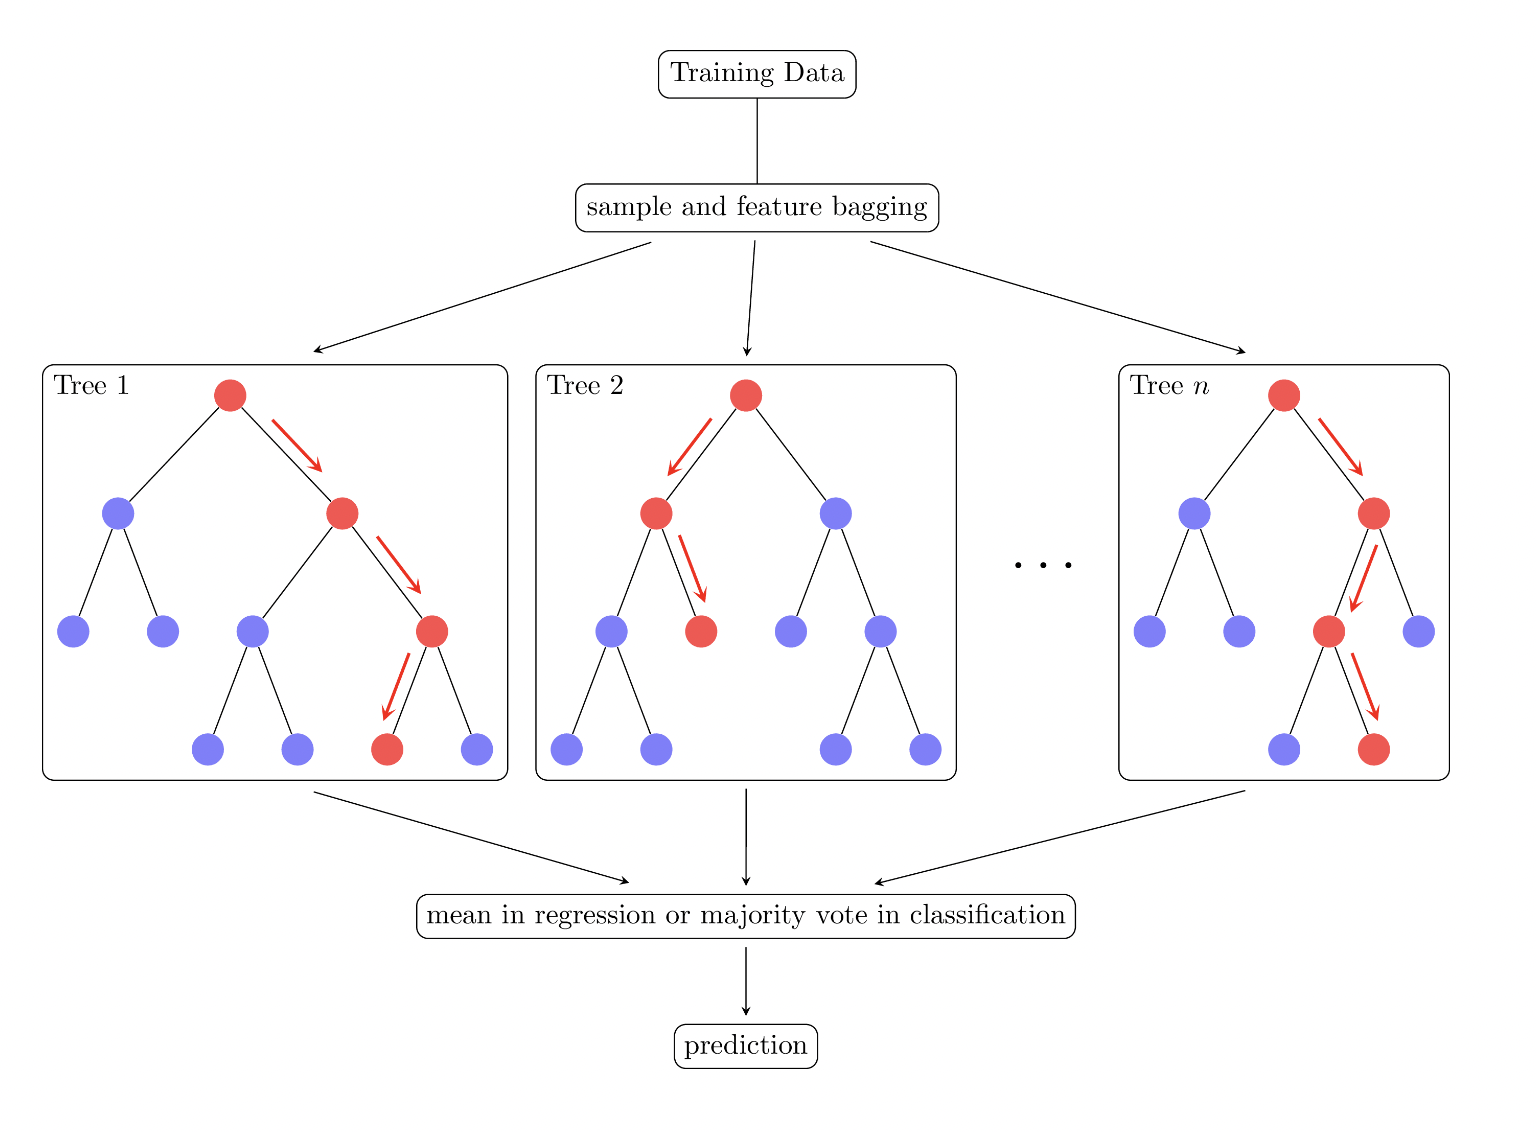 Training Data
sample and feature bagging
Tree 1
Tree 2
Tree n
. . .
mean in regression or majority vote in classification
prediction